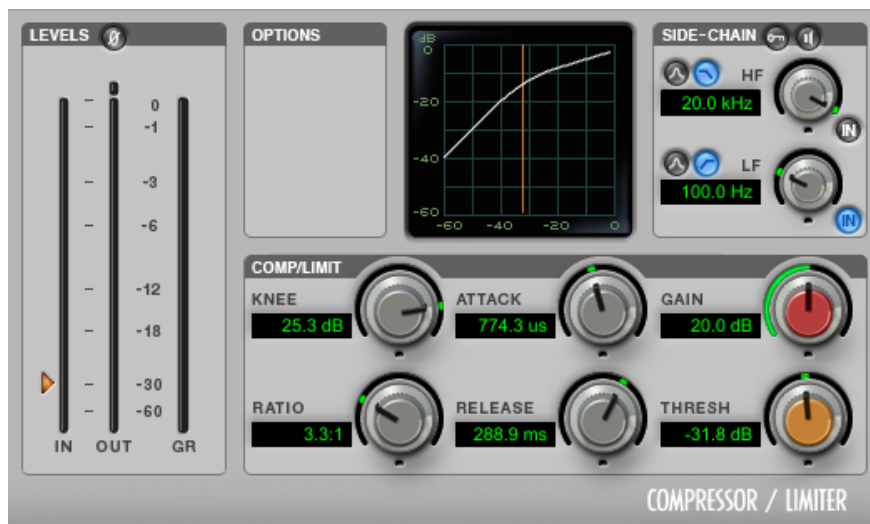 LEVELS Ø
0
-1
-3
-6
-12
-18
-30
-60
IN OUT GR
OPTIONS
dB
0
-20
-40
-60
-60 -40 -20 0
SIDE-CHAIN
HF
20.0 kHz
IN
LF
100.0 Hz
IN
COMP/LIMIT
KNEE
25.3 dB
ATTACK
774.3 us
GAIN
20.0 dB
RATIO
3.3:1
RELEASE
288.9 ms
THRESH
-31.8 dB
COMPRESSOR / LIMITER